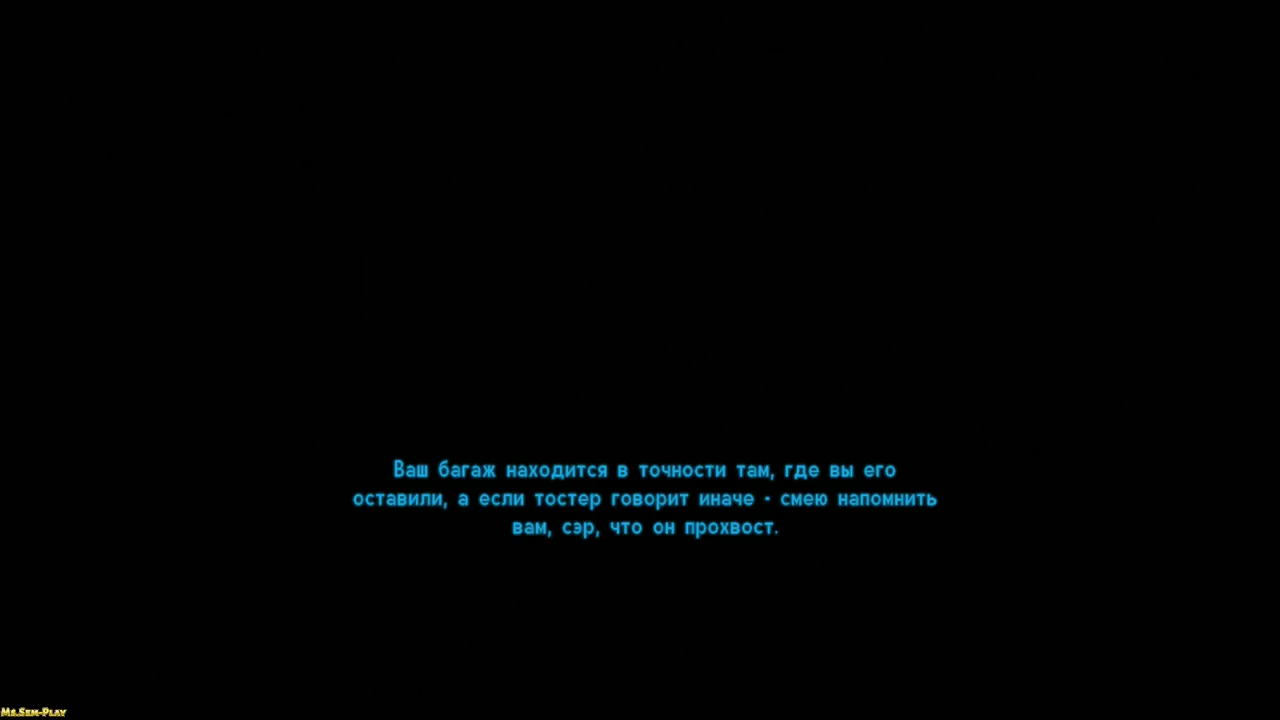 Ваш багаж находится в точности там, где вы его
оставили, а если тостер говорит иначе - смею напомнить
вам, сэр, что он прохвост.
Ms.Sem-Play